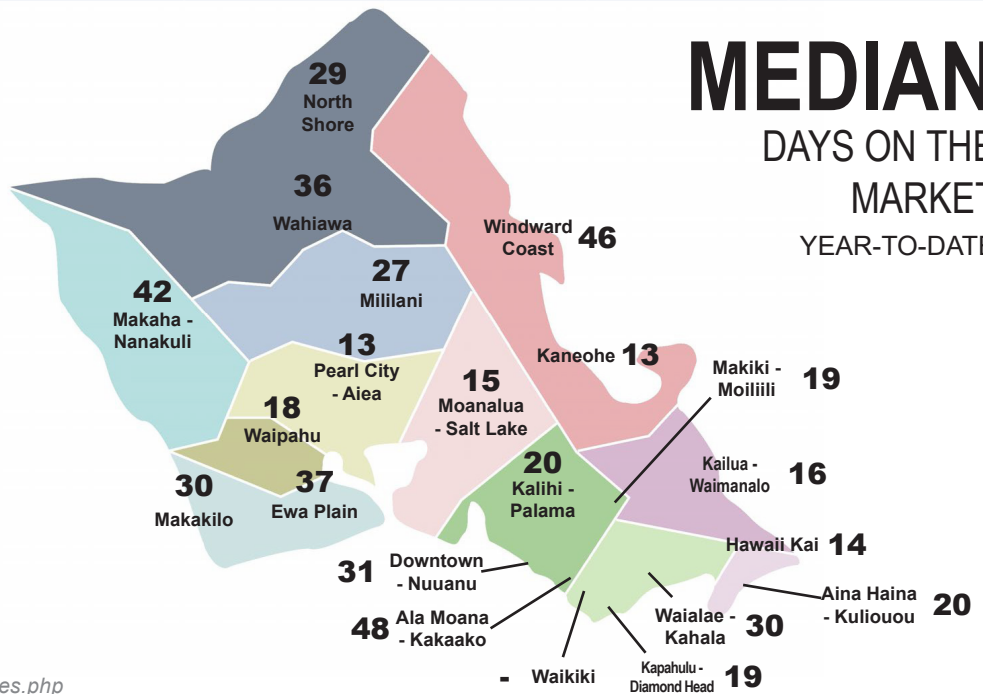 MEDIAN
DAYS ON THE
MARKET
YEAR-TO-DATE
29
North
Shore
36
Wahiawa
Windward
Coast 46
27
Mililani
42
Makaha -
Nanakuli
13
Pearl City
- Aiea
Kaneohe 13
15
Moanalua
- Salt Lake
Makiki -
Moiliili 19
18
Waipahu
20
Kalihi -
Palama
Kailua -
Waimanalo 16
30
Makakilo
37
Ewa Plain
Hawaii Kai 14
31 Downtown
- Nuuanu
Aina Haina
- Kuliouou 20
48 Ala Moana
- Kakaako
Waialae -
Kahala 30
- Waikiki
Kapahulu -
Diamond Head 19
es.php